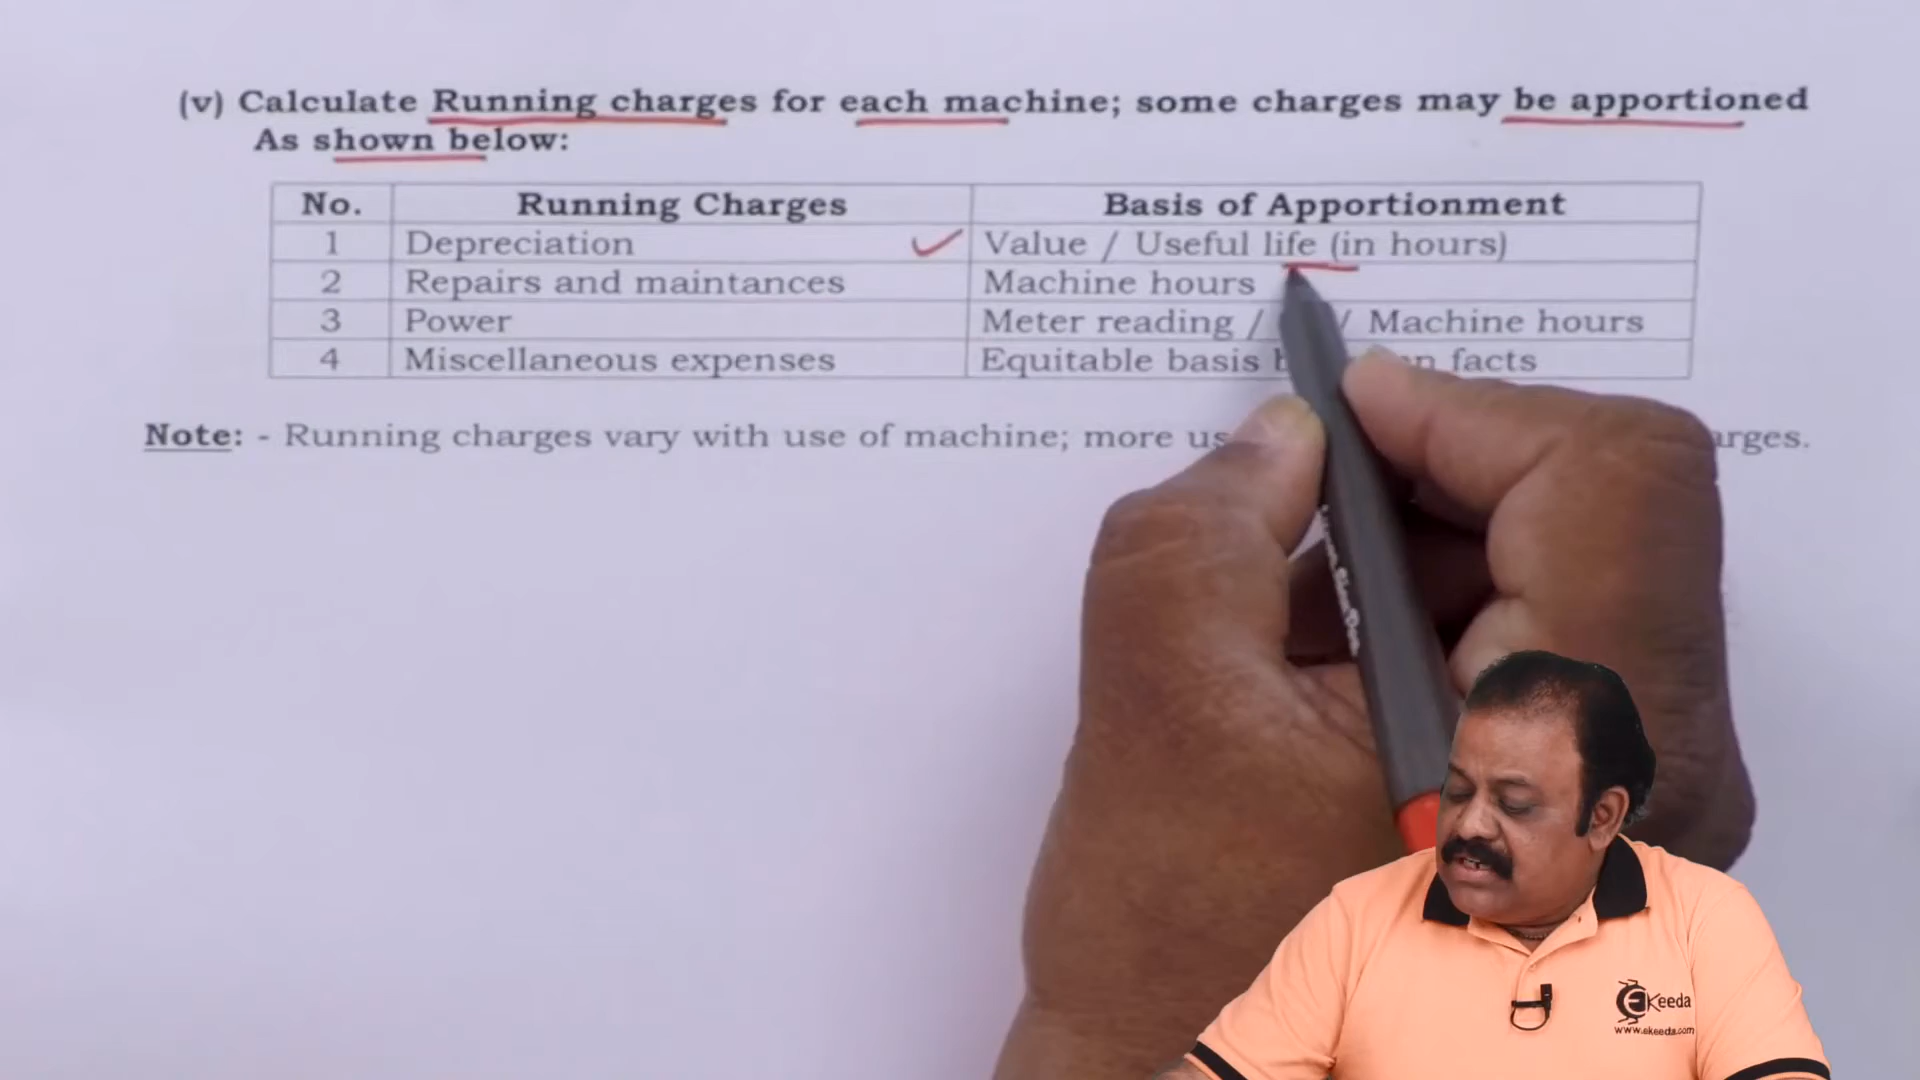 (v) Calculate Running charges for each machine; some charges may be apportioned
As shown below:
No. Running Charges Basis of Apportionment
1 Depreciation Value / Useful life (in hours)
2 Repairs and maintances Machine hours
3 Power Meter reading / / Machine hours
4 Miscellaneous expenses Equitable basis facts
Note: - Running charges vary with use of machine; more
Ekeeda
www.ekeeda.com